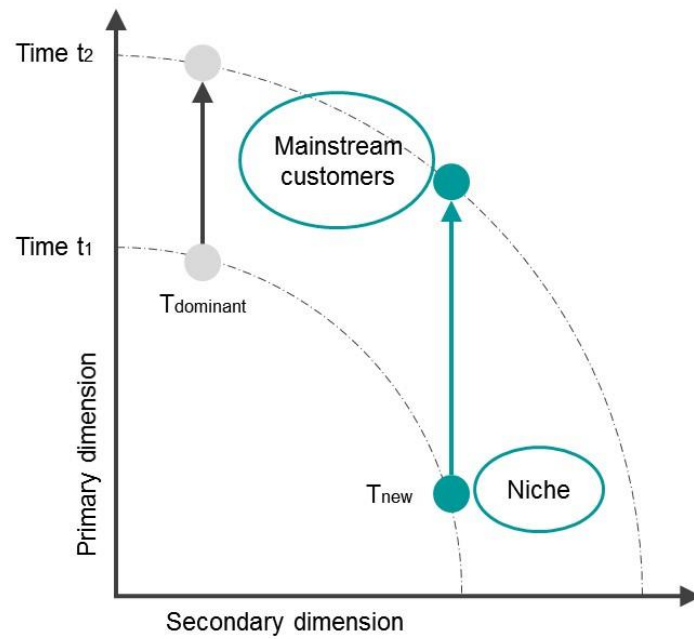 Time t2
Mainstream
customers
Time t1
Tdominant
Primary dimension
Tnew
Niche
Secondary dimension